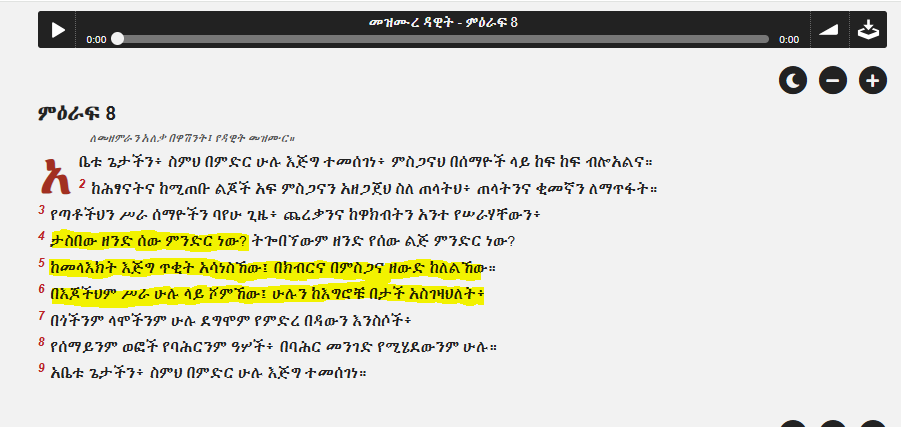 መዝሙረ ዳዊት - ምዕራፍ 8
0:00
0:00
ምዕራፍ 8
ለመዘምራን አለቃ በዋሽንት፤ የዳዊት መዝሙር።
አቤቱ ጌታችን፥ ስምህ በምድር ሁሉ እጅግ ተመሰገነ፥ ምስጋናህ በሰማዮች ላይ ከፍ ከፍ ብሎአልና።
2 ከሕፃናትና ከሚጠቡ ልጆች አፍ ምስጋናን አዘጋጀህ ስለ ጠላትህ፥ ጠላትንና ቂመኛን ለማጥፋት።
3 የጣቶችህን ሥራ ሰማዮችን ባየሁ ጊዜ፥ ጨረቃንና ከዋክብትን አንተ የሠራሃቸውን፥
4 ታስበው ዘንድ ሰው ምንድር ነው? ትጐበኘውም ዘንድ የሰው ልጅ ምንድር ነው?
5 ከመላእክት እጅግ ጥቂት አሳነስኸው፤ በክብርና በምስጋና ዘውድ ከለልኸው።
6 በእጆችህም ሥራ ሁሉ ላይ ሾምኸው፤ ሁሉን ከእግሮቹ በታች አስገዛህለት፥
7 በጎችንም ላሞችንም ሁሉ ደግሞም የምድረ በዳውን እንስሶች፥
8 የሰማይንም ወፎች የባሕርንም ዓሦች፥ በባሕር መንገድ የሚሄደውንም ሁሉ።
9 አቤቱ ጌታችን፥ ስምህ በምድር ሁሉ እጅግ ተመሰገነ።